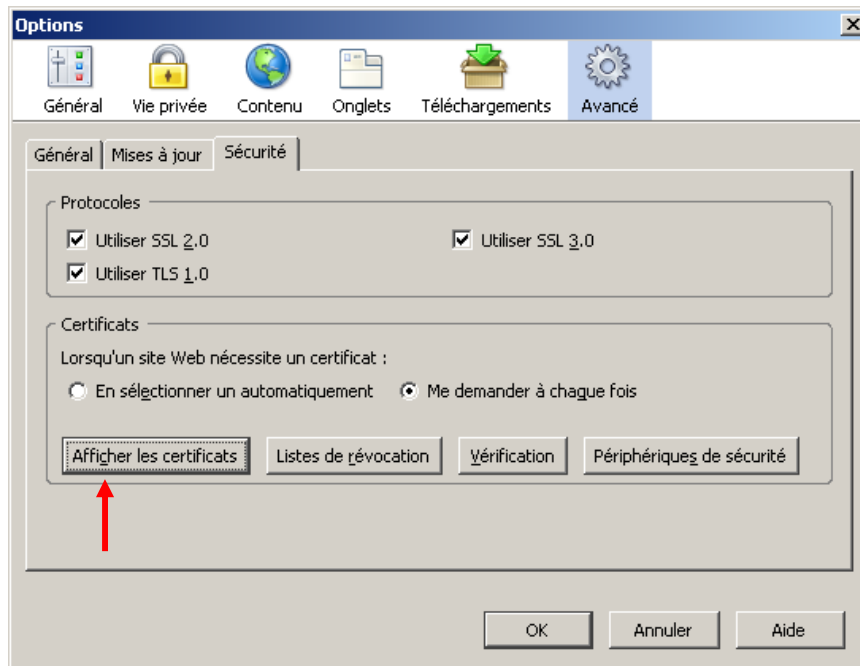 Options
Général Vie privée Contenu Onglets Téléchargements Avancé
Général Mises à jour Sécurité
Protocoles
Utiliser SSL 2.0 Utiliser SSL 3.0
Utiliser TLS 1.0
Certificats
Lorsqu'un site Web nécessite un certificat :
En sélectionner un automatiquement Me demander à chaque fois
Afficher les certificats Listes de révocation Vérification Périphériques de sécurité
OK Annuler Aide